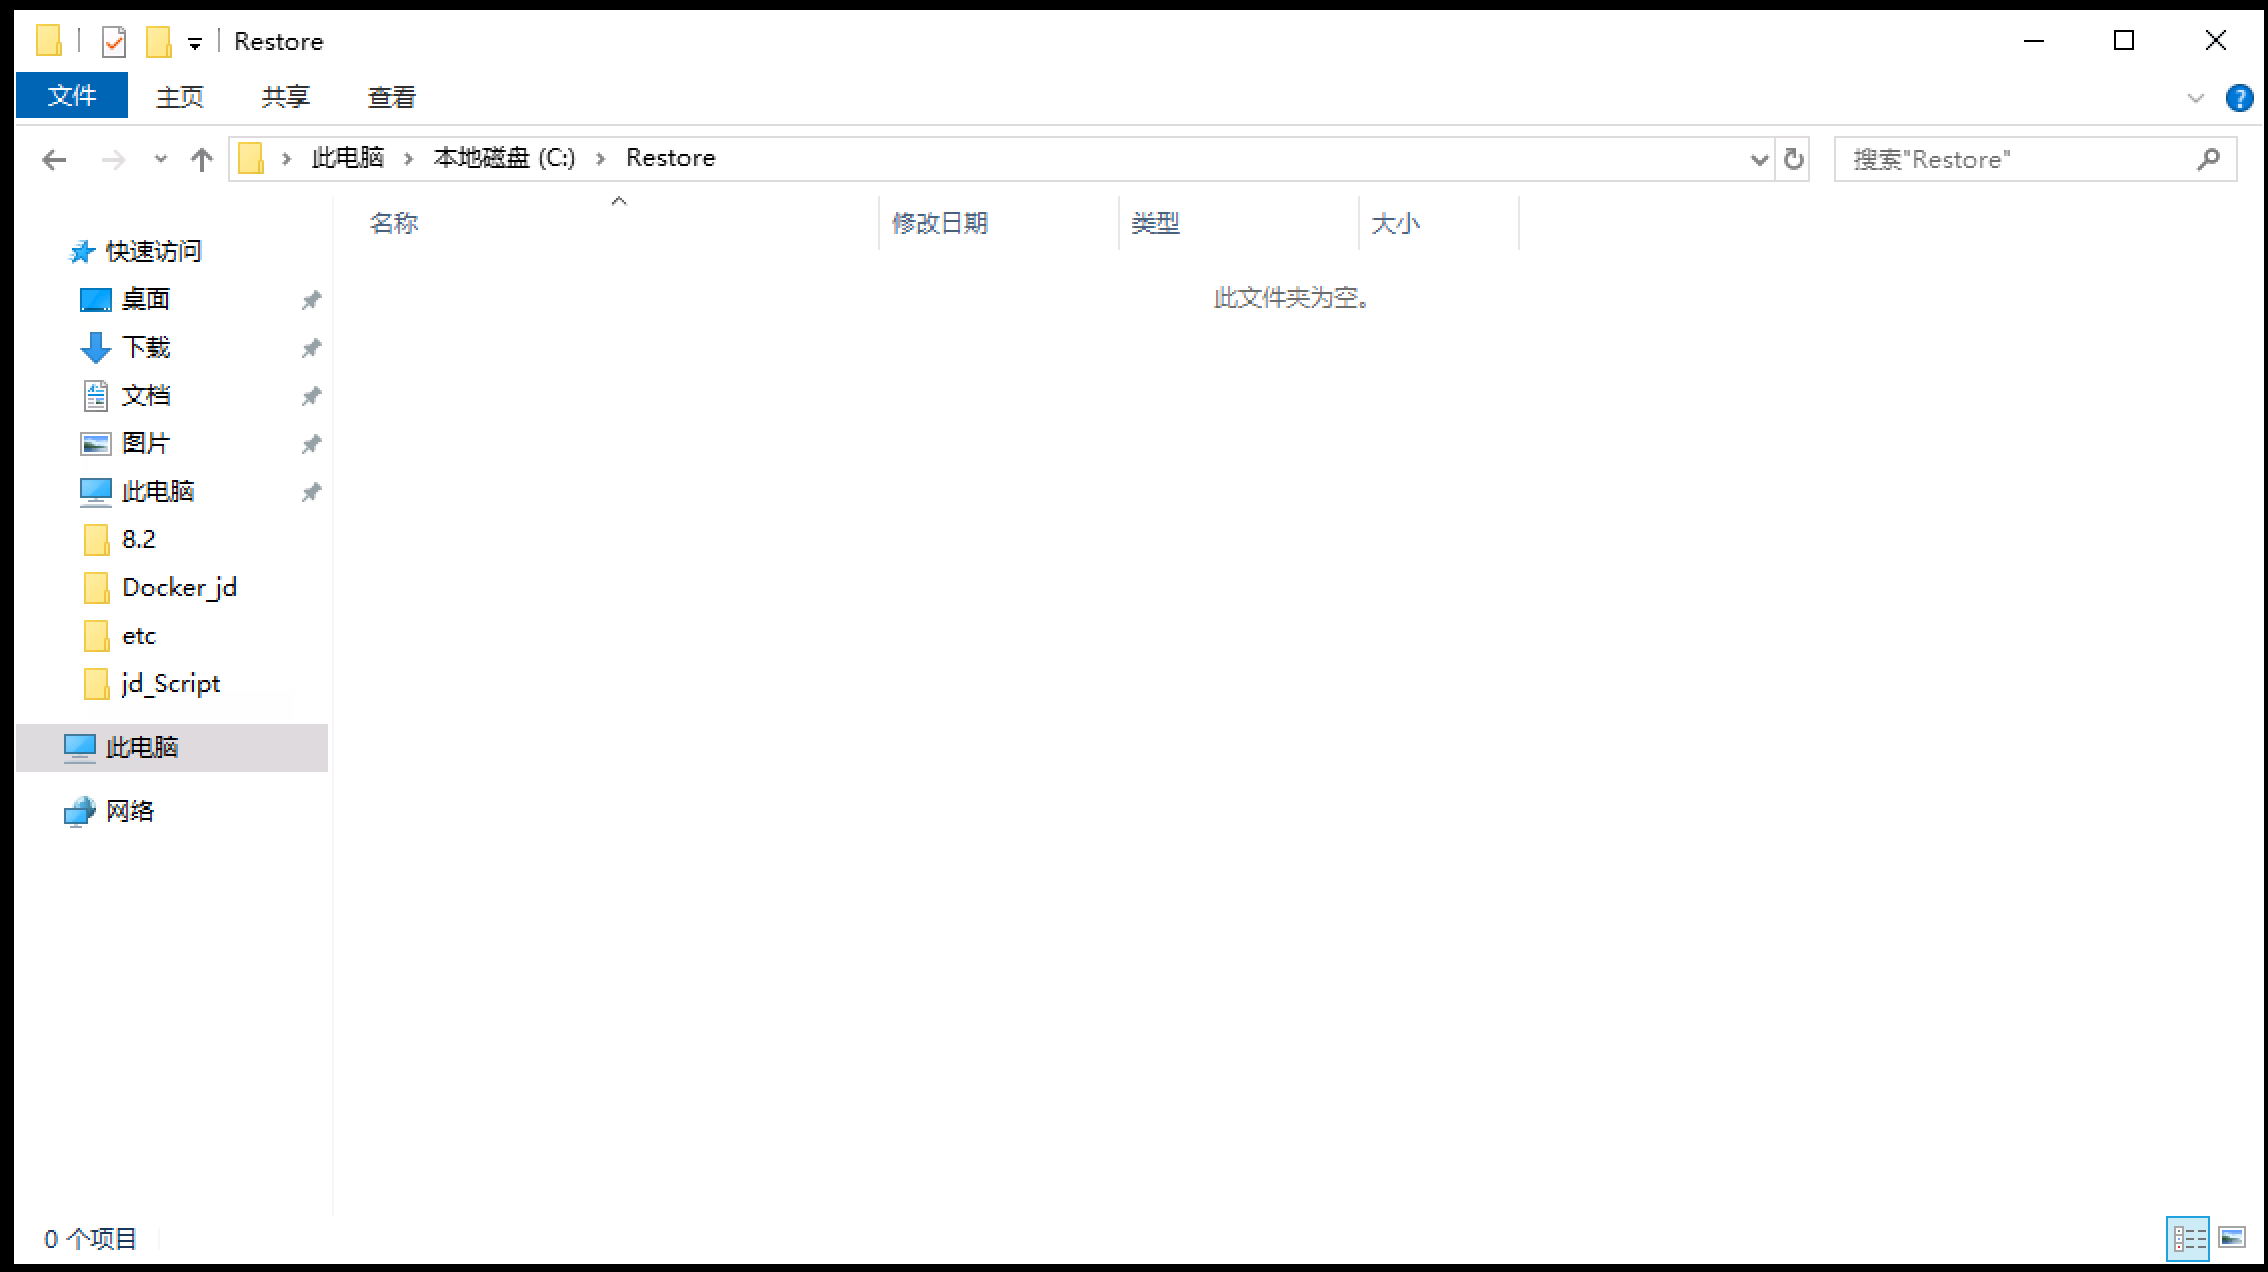 Restore
文件 主页 共享 查看
此电脑 本地磁盘 (C:) Restore
搜索"Restore"
名称 修改日期 类型 大小
此文件夹为空。
快速访问
桌面
下载
文档
图片
此电脑
8.2
Docker_jd
etc
jd_Script
此电脑
网络
0 个项目